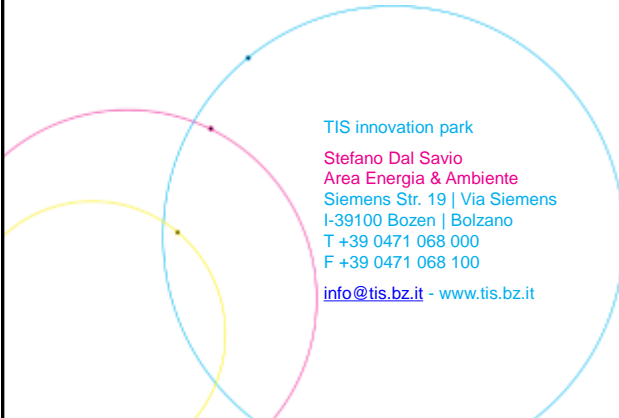 TIS innovation park
Stefano Dal Savio
Area Energia & Ambiente
Siemens Str. 19 | Via Siemens
I-39100 Bozen | Bolzano
T +39 0471 068 000
F +39 0471 068 100
info@tis.bz.it - www.tis.bz.it